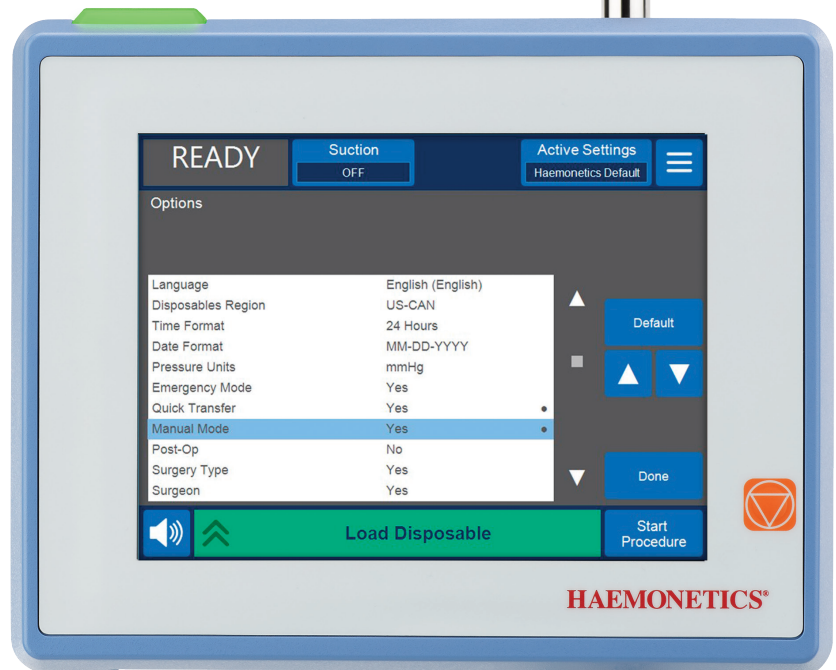 READY
Suction
OFF
Active Settings
Haemonetics Default
Options
Language English (English)
Disposables Region US-CAN
Time Format 24 Hours
Date Format MM-DD-YYYY
Pressure Units mmHg
Emergency Mode Yes
Quick Transfer Yes •
Manual Mode Yes •
Post-Op No
Surgery Type Yes
Surgeon Yes
Default
Done
Load Disposable
Start
Procedure
HAEMONETICS®